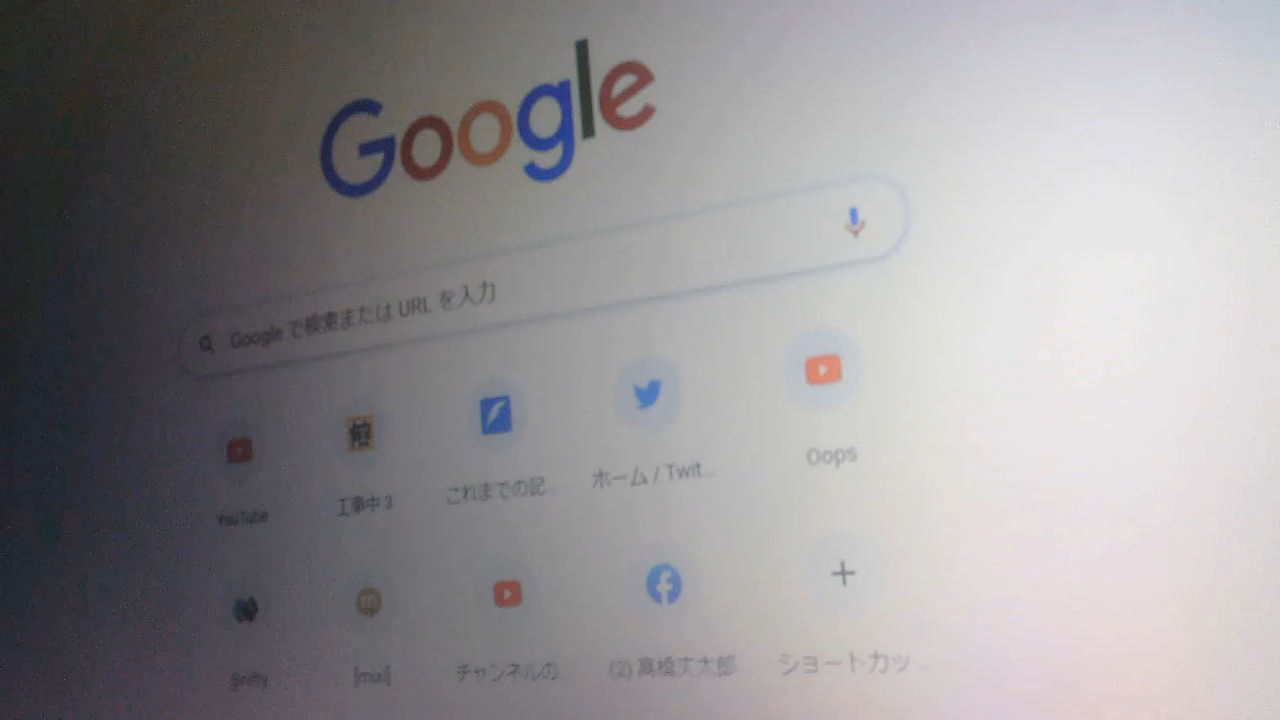 Google
Google で検索または URL を入力
YouTube
工事中 3
これまでの記...
ホーム / Twit...
Oops
@nifty
[mixi]
チャンネルの
(2) 高橋丈太郎
ショートカッ...